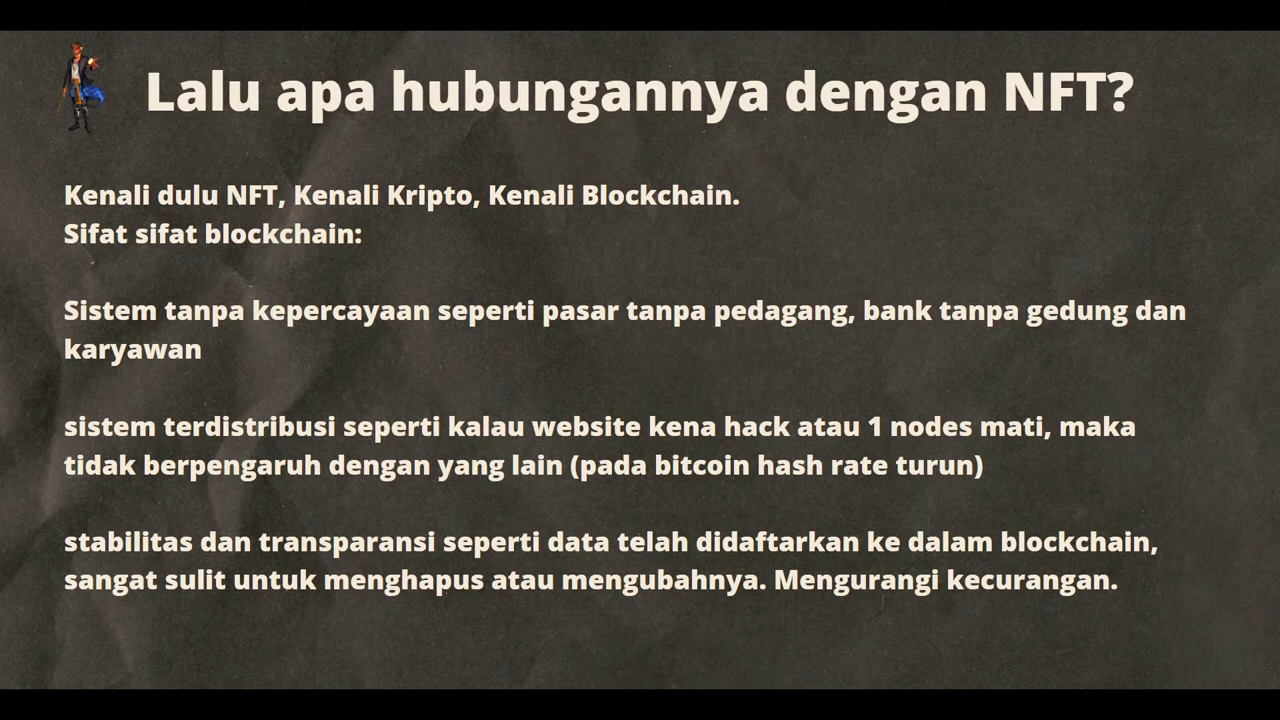 Lalu apa hubungannya dengan NFT?
Kenali dulu NFT, Kenali Kripto, Kenali Blockchain.
Sifat sifat blockchain:
Sistem tanpa kepercayaan seperti pasar tanpa pedagang, bank tanpa gedung dan
karyawan
sistem terdistribusi seperti kalau website kena hack atau 1 nodes mati, maka
tidak berpengaruh dengan yang lain (pada bitcoin hash rate turun)
stabilitas dan transparansi seperti data telah didaftarkan ke dalam blockchain,
sangat sulit untuk menghapus atau mengubahnya. Mengurangi kecurangan.